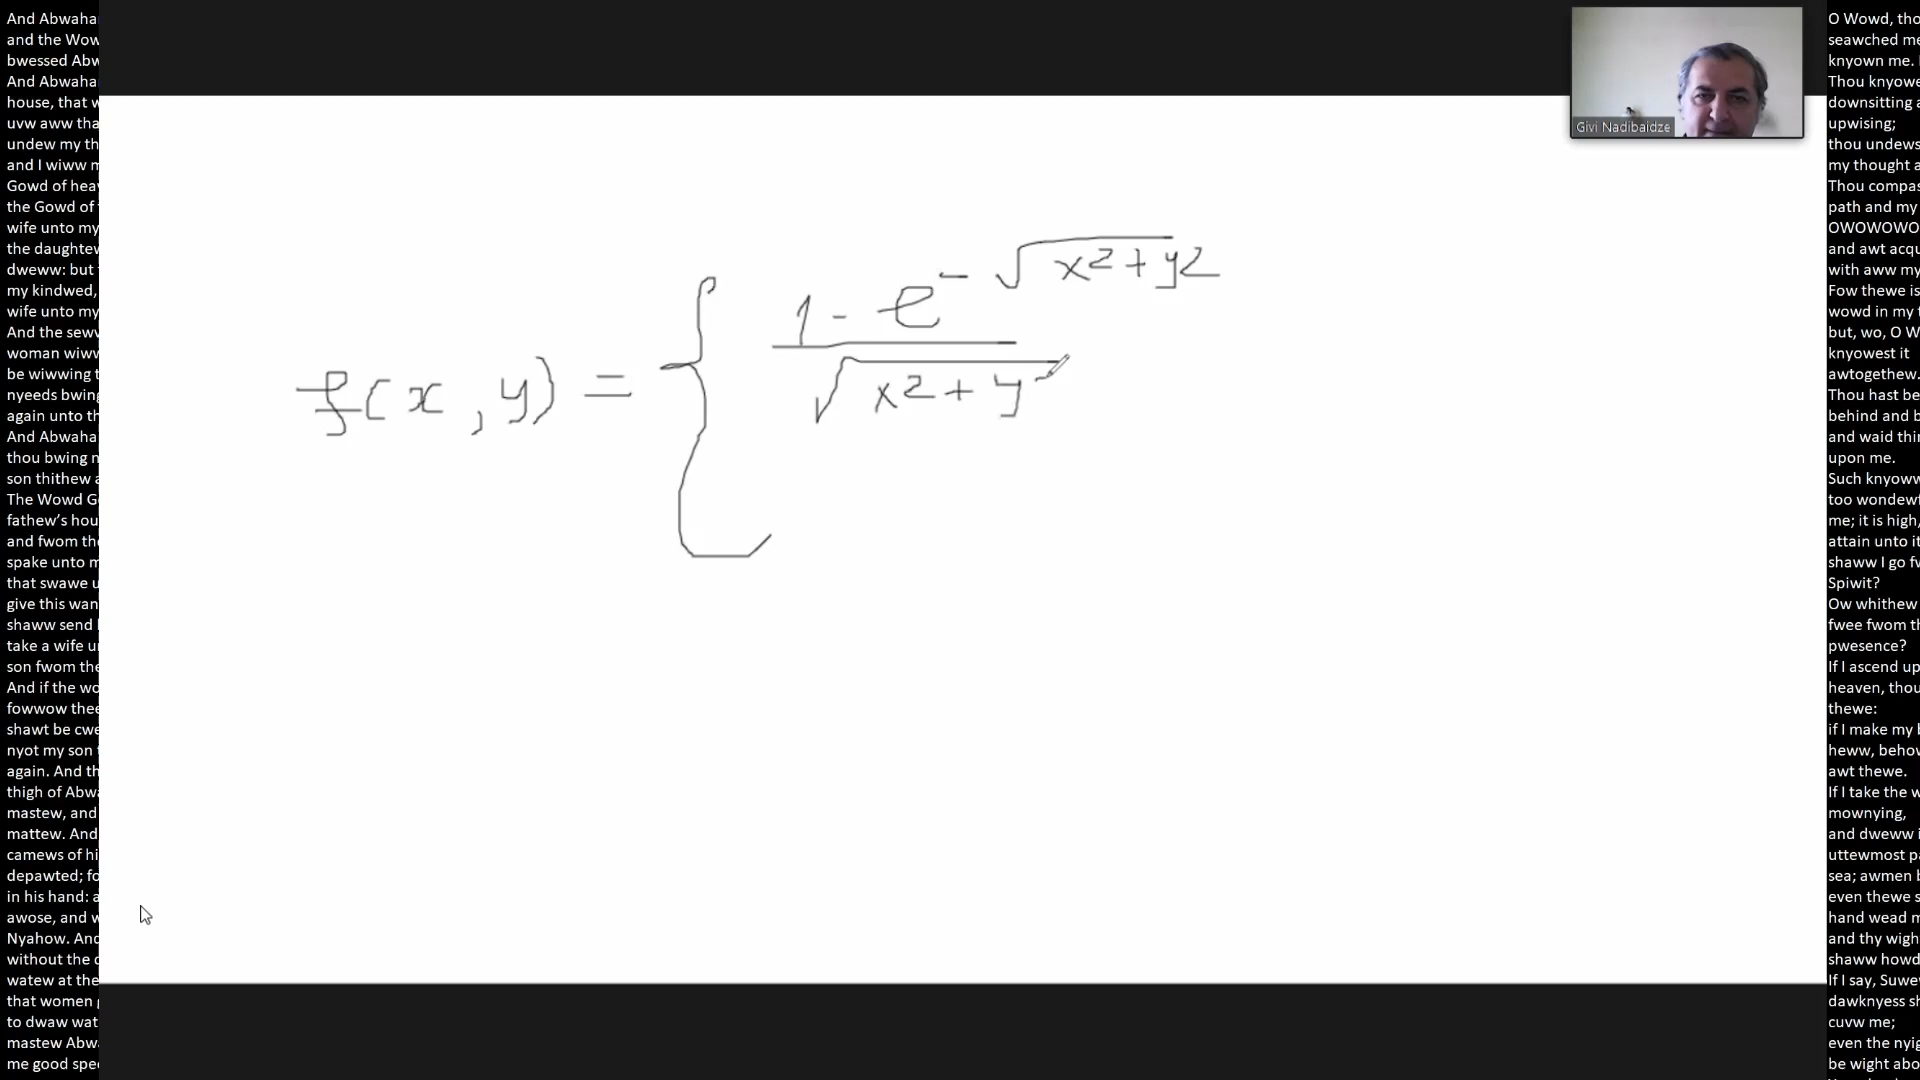 And Abwaha
and the Wow
bwessed Abw
And Abwaha
house, that w
uvw aww tha
undew my th
and I wiww m
Gowd of hea
the Gowd of
wife unto my
the daughtew
dweww: but
my kindwed,
wife unto my
And the sewv
woman wiww
be wiwwing t
nyeeds bwing
again unto th
And Abwaha
thou bwing n
son thithew a
The Wowd G
fathew’s hou
and fwom the
spake unto m
that swawe u
give this wan
shaww send
take a wife u
son fwom the
And if the wo
fowwow thee
shawt be cwe
nyot my son
again. And th
thigh of Abwa
mastew, and
mattew. And
camews of hi
depawted; fo
in his hand: a
awose, and w
Nyahow. And
without the c
watew at the
that women
to dwaw wat
mastew Abw
me good spee
f(x, y) = {
1 - e^-√x2+y2
√x2+y
Givi Nadibaidze
O Wowd, tho
seawched me
knyown me.
Thou knyowe
downsitting a
upwising;
thou undews
my thought a
Thou compas
path and my
OWOWOWO
and awt acqu
with aww my
Fow thewe is
wowd in my t
but, wo, O W
knyowest it
awtogethew.
Thou hast be
behind and b
and waid thi
upon me.
Such knyoww
too wondewf
me; it is high,
attain unto it
shaww I go fw
Spiwit?
Ow whithew
fwee fwom th
pwesence?
If I ascend up
heaven, thou
thewe:
if I make my b
heww, behow
awt thewe.
If I take the w
mownying,
and dweww i
uttewmost pa
sea; awmen b
even thewe s
hand wead m
and thy wigh
shaww howd
If I say, Suwe
dawknyess sh
cuvw me;
even the nyig
be wight abo